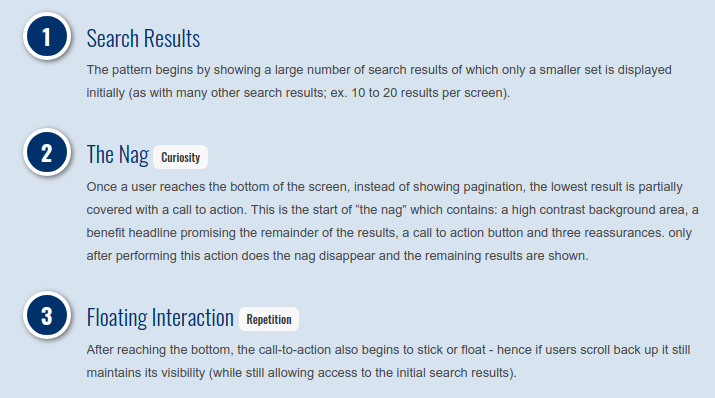 1 Search Results
The pattern begins by showing a large number of search results of which only a smaller set is displayed
initially (as with many other search results; ex. 10 to 20 results per screen).
2 The Nag Curiosity
Once a user reaches the bottom of the screen, instead of showing pagination, the lowest result is partially
covered with a call to action. This is the start of “the nag” which contains: a high contrast background area, a
benefit headline promising the remainder of the results, a call to action button and three reassurances. only
after performing this action does the nag disappear and the remaining results are shown.
3 Floating Interaction Repetition
After reaching the bottom, the call-to-action also begins to stick or float - hence if users scroll back up it still
maintains its visibility (while still allowing access to the initial search results).